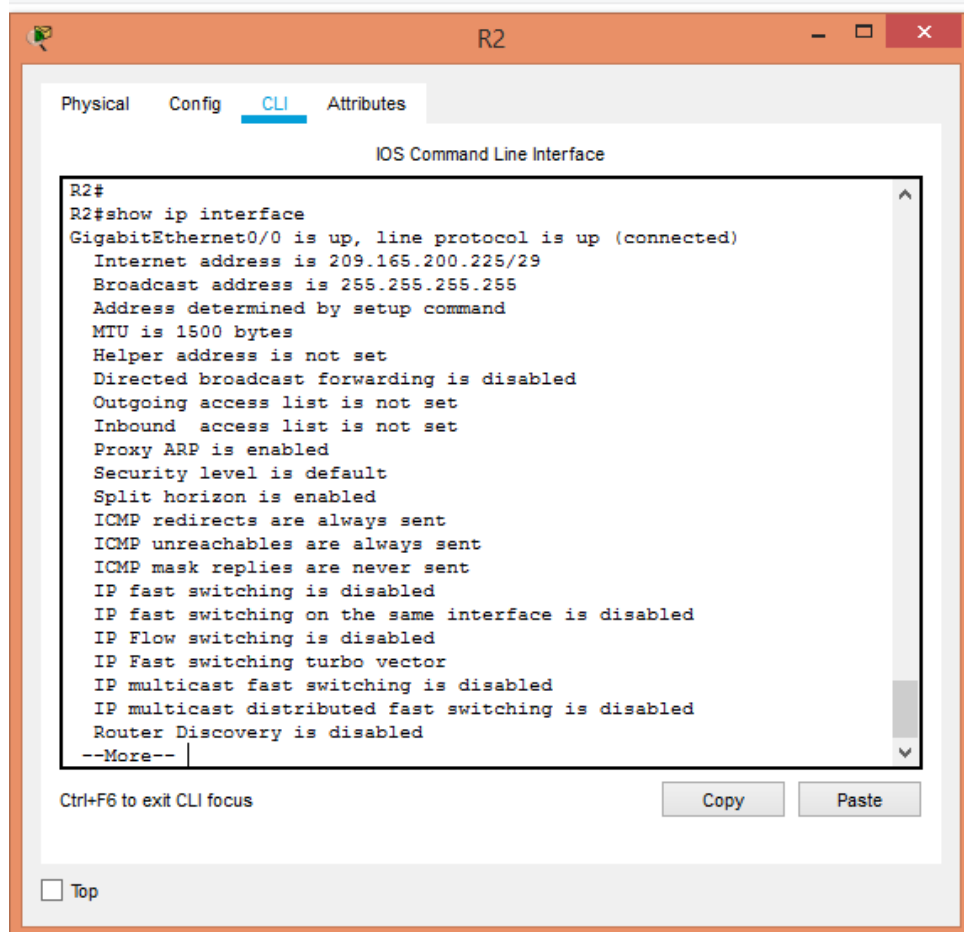 R2
Physical Config CLI Attributes
IOS Command Line Interface
R2#
R2#show ip interface
GigabitEthernet0/0 is up, line protocol is up (connected)
  Internet address is 209.165.200.225/29
  Broadcast address is 255.255.255.255
  Address determined by setup command
  MTU is 1500 bytes
  Helper address is not set
  Directed broadcast forwarding is disabled
  Outgoing access list is not set
  Inbound  access list is not set
  Proxy ARP is enabled
  Security level is default
  Split horizon is enabled
  ICMP redirects are always sent
  ICMP unreachables are always sent
  ICMP mask replies are never sent
  IP fast switching is disabled
  IP fast switching on the same interface is disabled
  IP Flow switching is disabled
  IP Fast switching turbo vector
  IP multicast fast switching is disabled
  IP multicast distributed fast switching is disabled
  Router Discovery is disabled
 --More--
Ctrl+F6 to exit CLI focus Copy Paste
Top